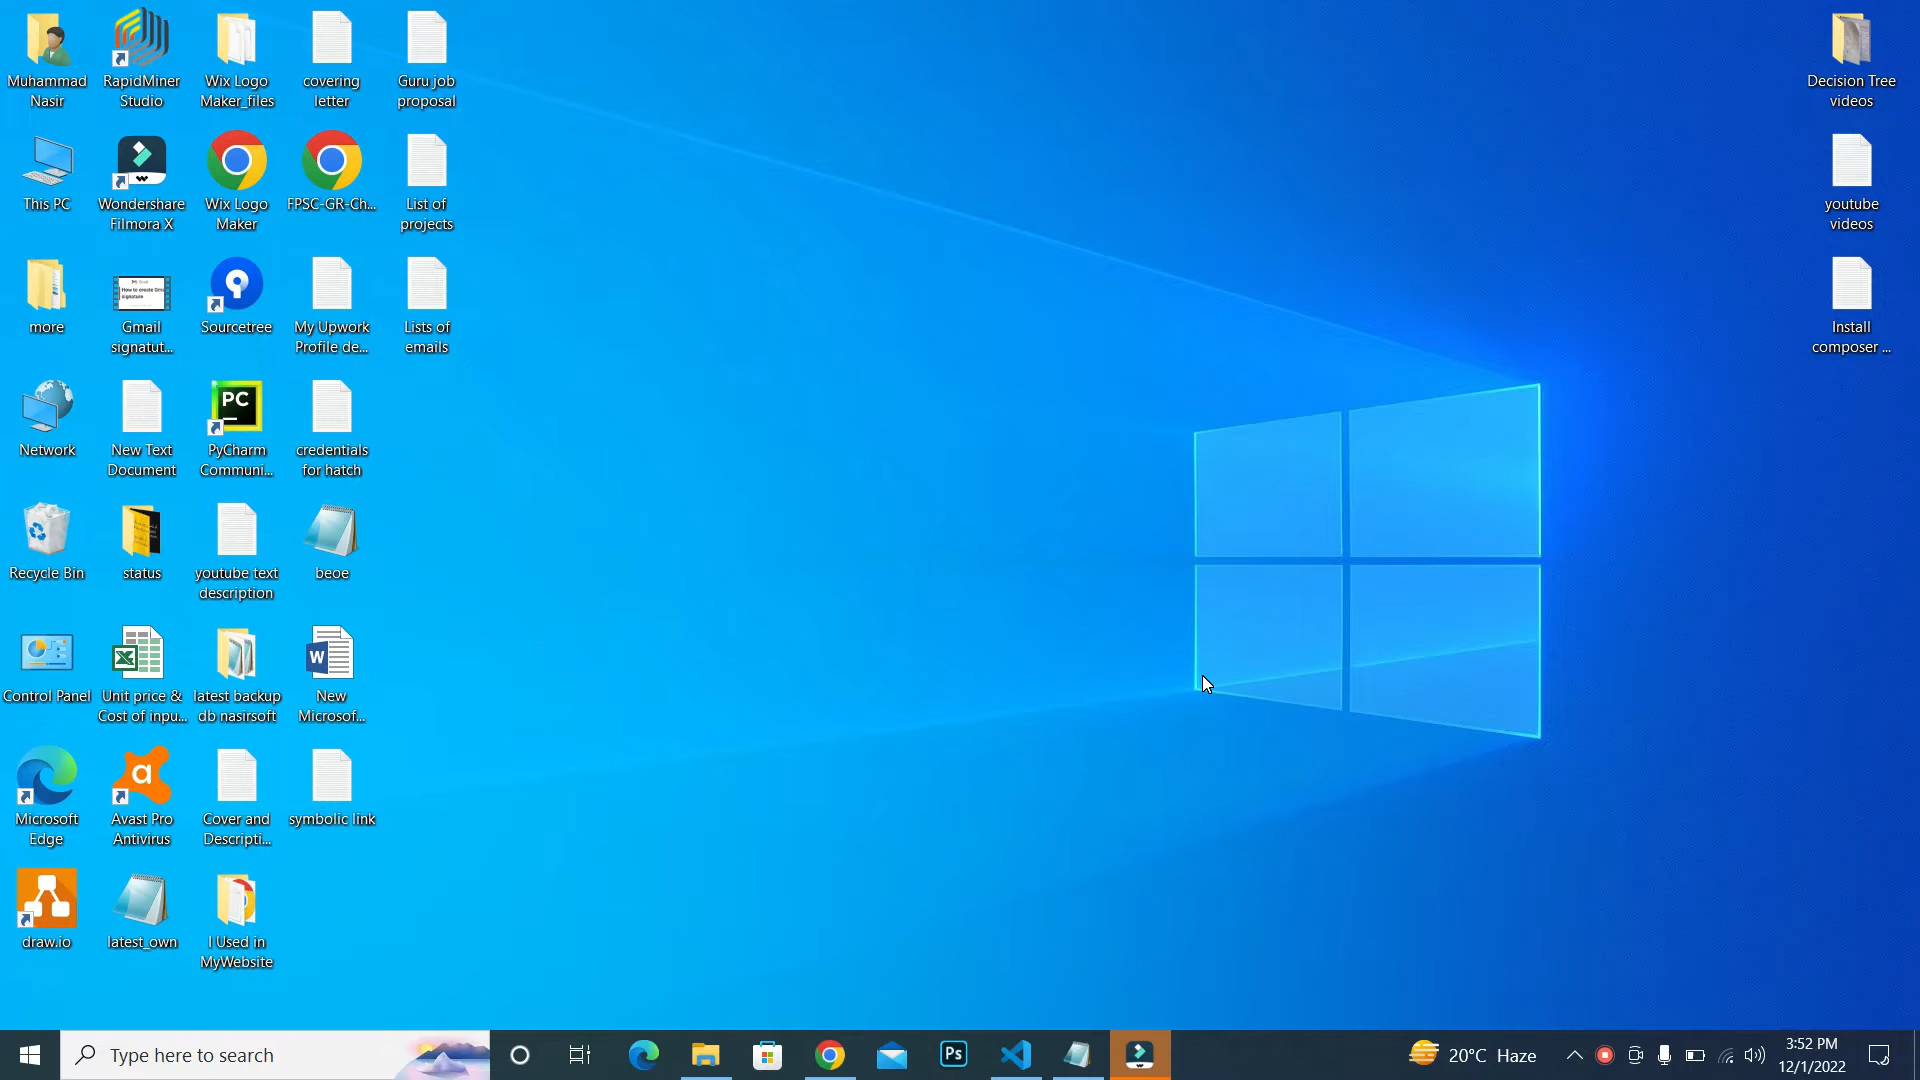 Muhammad
Nasir
RapidMiner
Studio
Wix Logo
Maker_files
covering
letter
Guru job
proposal
Decision Tree
videos
This PC
Wondershare
Filmora X
Wix Logo
Maker
FPSC-GR-Ch...
List of
projects
youtube
videos
more
Gmail
signatut...
Sourcetree
My Upwork
Profile de...
Lists of
emails
Install
composer ...
PC
Network
New Text
Document
PyCharm
Communi...
credentials
for hatch
Recycle Bin
status
youtube text
description
beoe
Control Panel
Unit price &
Cost of inpu...
latest backup
db nasirsoft
New
Microsof...
Microsoft
Edge
Avast Pro
Antivirus
Cover and
Descripti...
symbolic link
draw.io
latest_own
I Used in
MyWebsite
Type here to search
Ps
20°C Haze
3:52 PM
12/1/2022